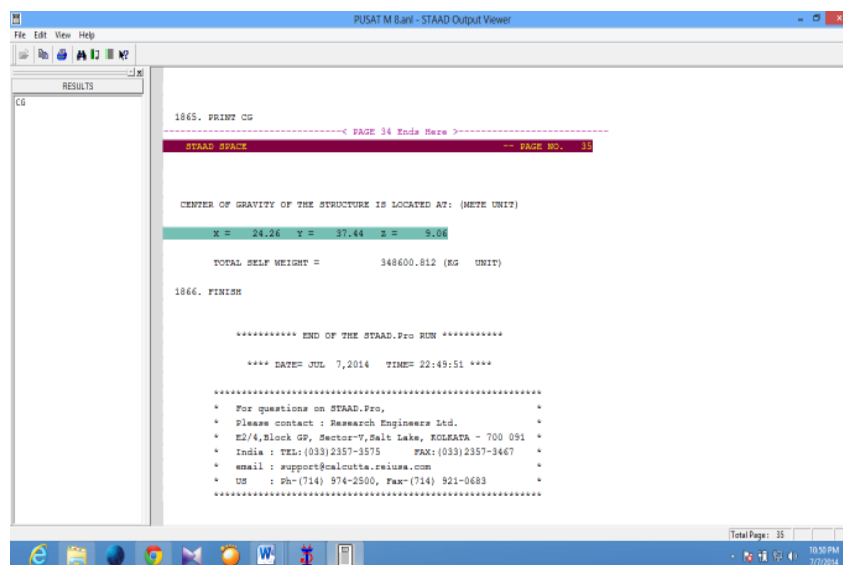 PUSAT M 8.anl - STAAD Output Viewer
File Edit View Help
RESULTS
CG
1865. PRINT CG
< PAGE 34 Ends Here >
STAAD SPACE -- PAGE NO. 35
CENTER OF GRAVITY OF THE STRUCTURE IS LOCATED AT: (METE UNIT)
X = 24.26 Y = 37.44 Z = 9.06
TOTAL SELF WEIGHT = 348600.812 (KG UNIT)
1866. FINISH
*********** END OF THE STAAD.Pro RUN ***********
**** DATE= JUL 7,2014 TIME= 22:49:51 ****
************************************************************
* For questions on STAAD.Pro, *
* Please contact : Research Engineers Ltd. *
* E2/4,Block GP, Sector-V,Salt Lake, KOLKATA - 700 091 *
* India : TEL:(033)2357-3575 FAX:(033)2357-3467 *
* email : support@calcutta.reiusa.com *
* US : Ph-(714) 974-2500, Fax-(714) 921-0683 *
************************************************************
Total Page: 35
10:50 PM
7/7/2014